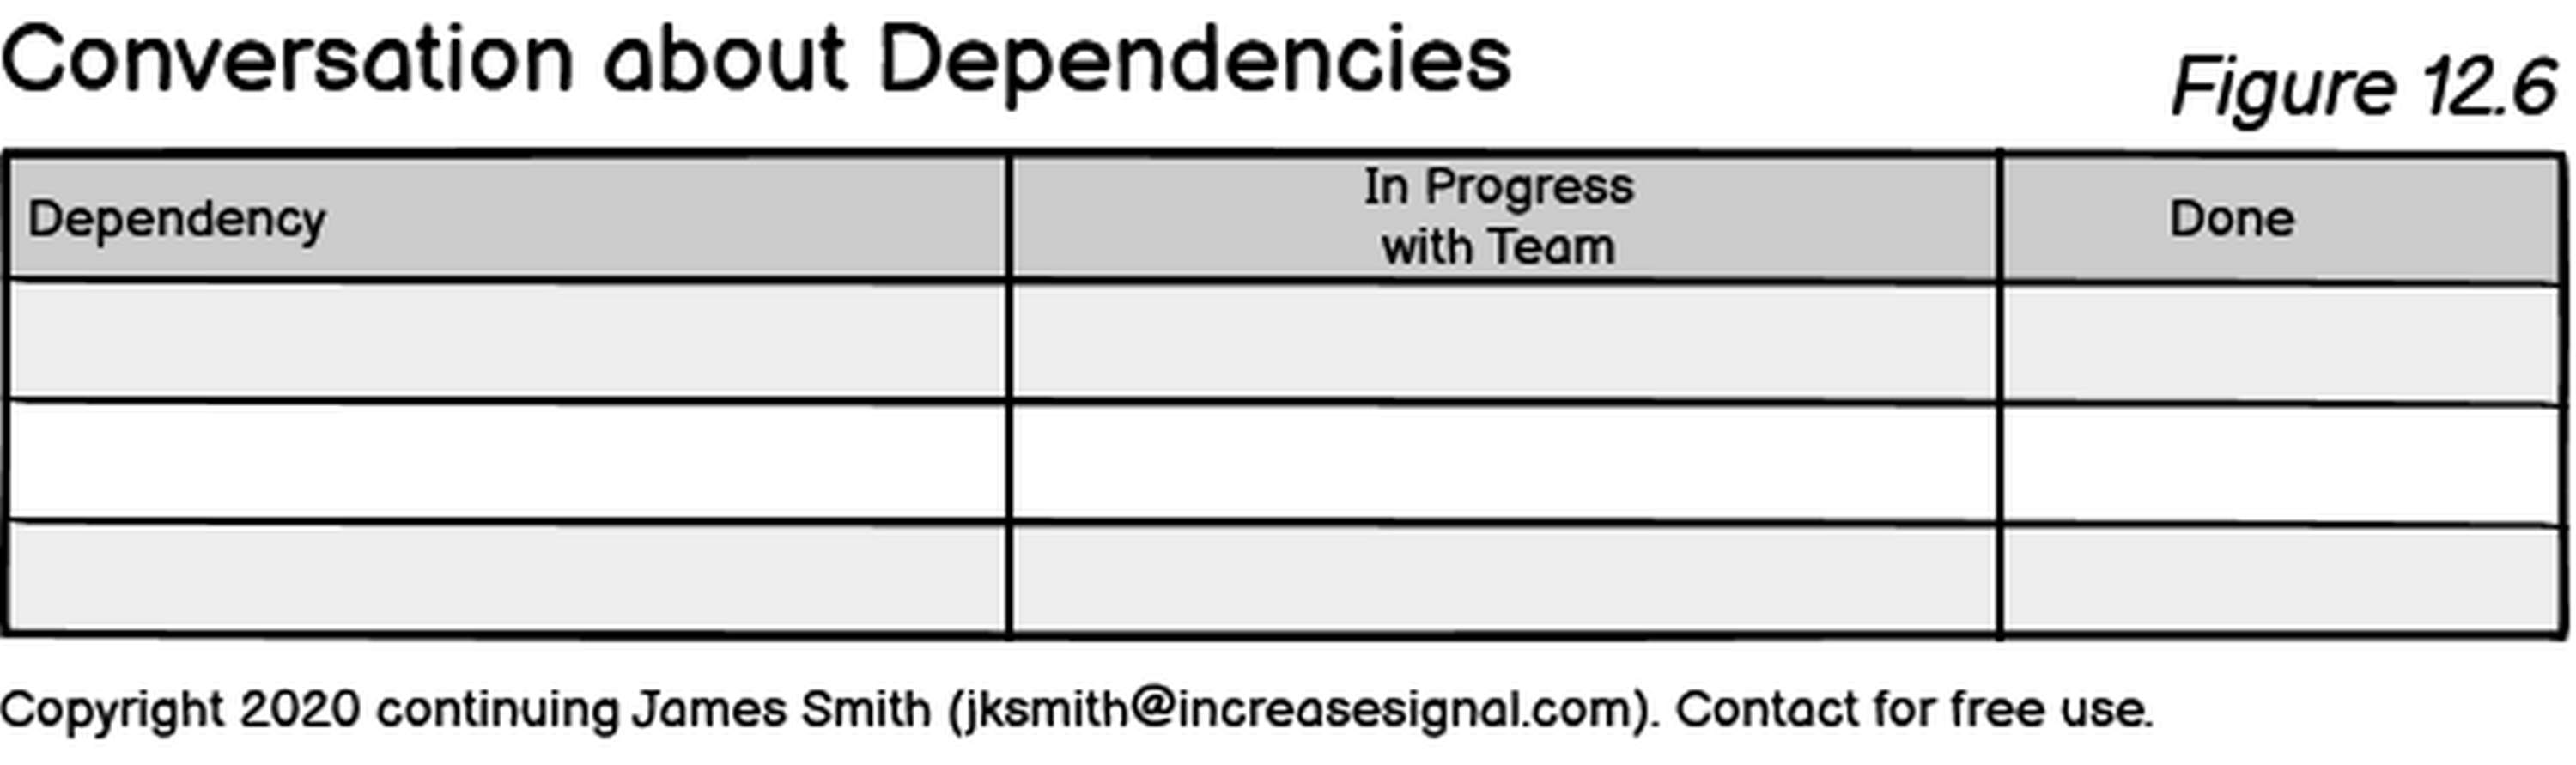 Conversation about Dependencies
Figure 12.6
Dependency
In Progress
with Team
Done
Copyright 2020 continuing James Smith (jksmith@increasesignal.com). Contact for free use.